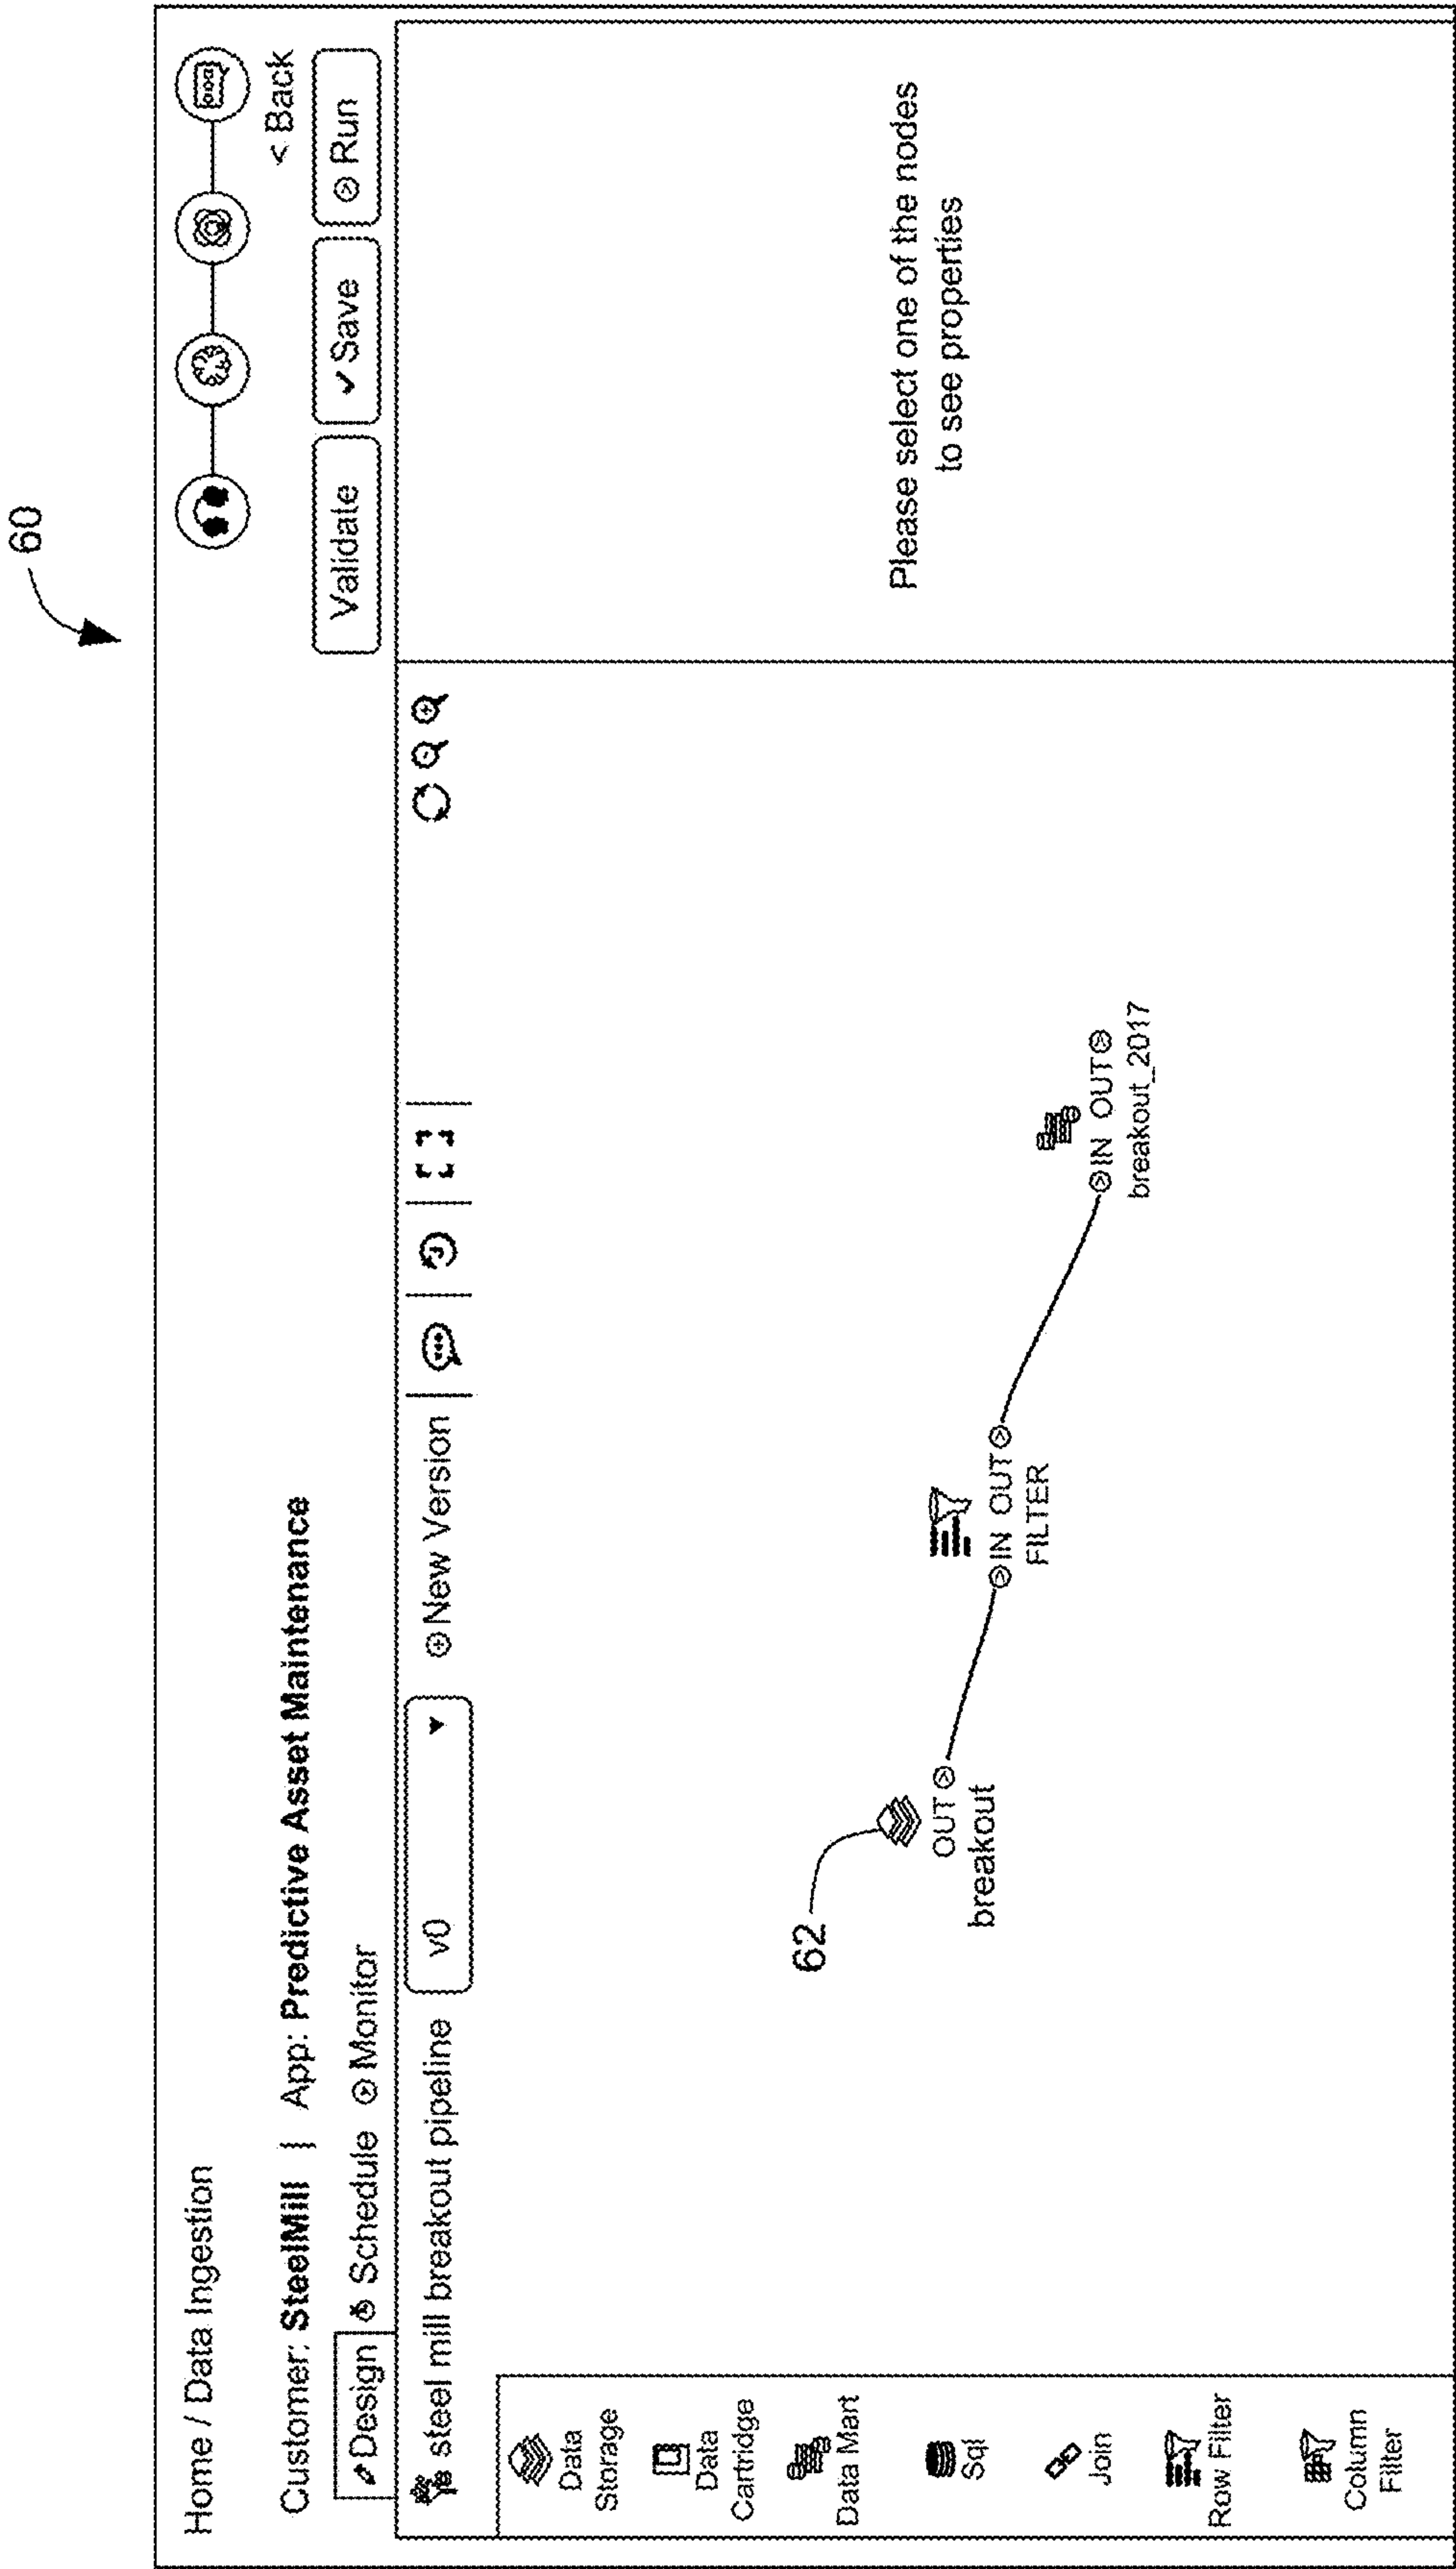 60
Home / Data Ingestion
< Back
Customer: SteelMill | App: Predictive Asset Maintenance
Design Schedule Monitor
Validate Save Run
steel mill breakout pipeline v0 New Version
Data
Storage
Data
Cartridge
Data Mart
Sql
Join
Row Filter
Column
Filter
62
OUT
breakout
IN OUT
FILTER
IN OUT
breakout_2017
Please select one of the nodes
to see properties